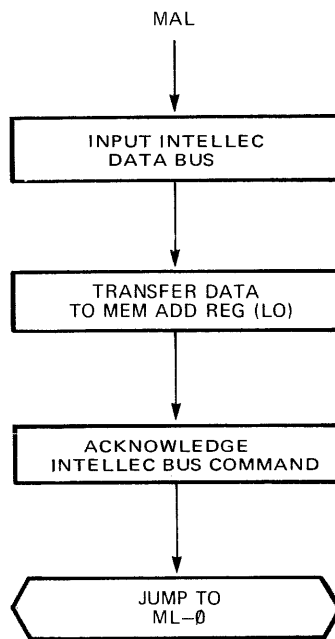 MAL
INPUT INTELLEC
DATA BUS
TRANSFER DATA
TO MEM ADD REG (LO)
ACKNOWLEDGE
INTELLEC BUS COMMAND
JUMP TO
ML–Ø